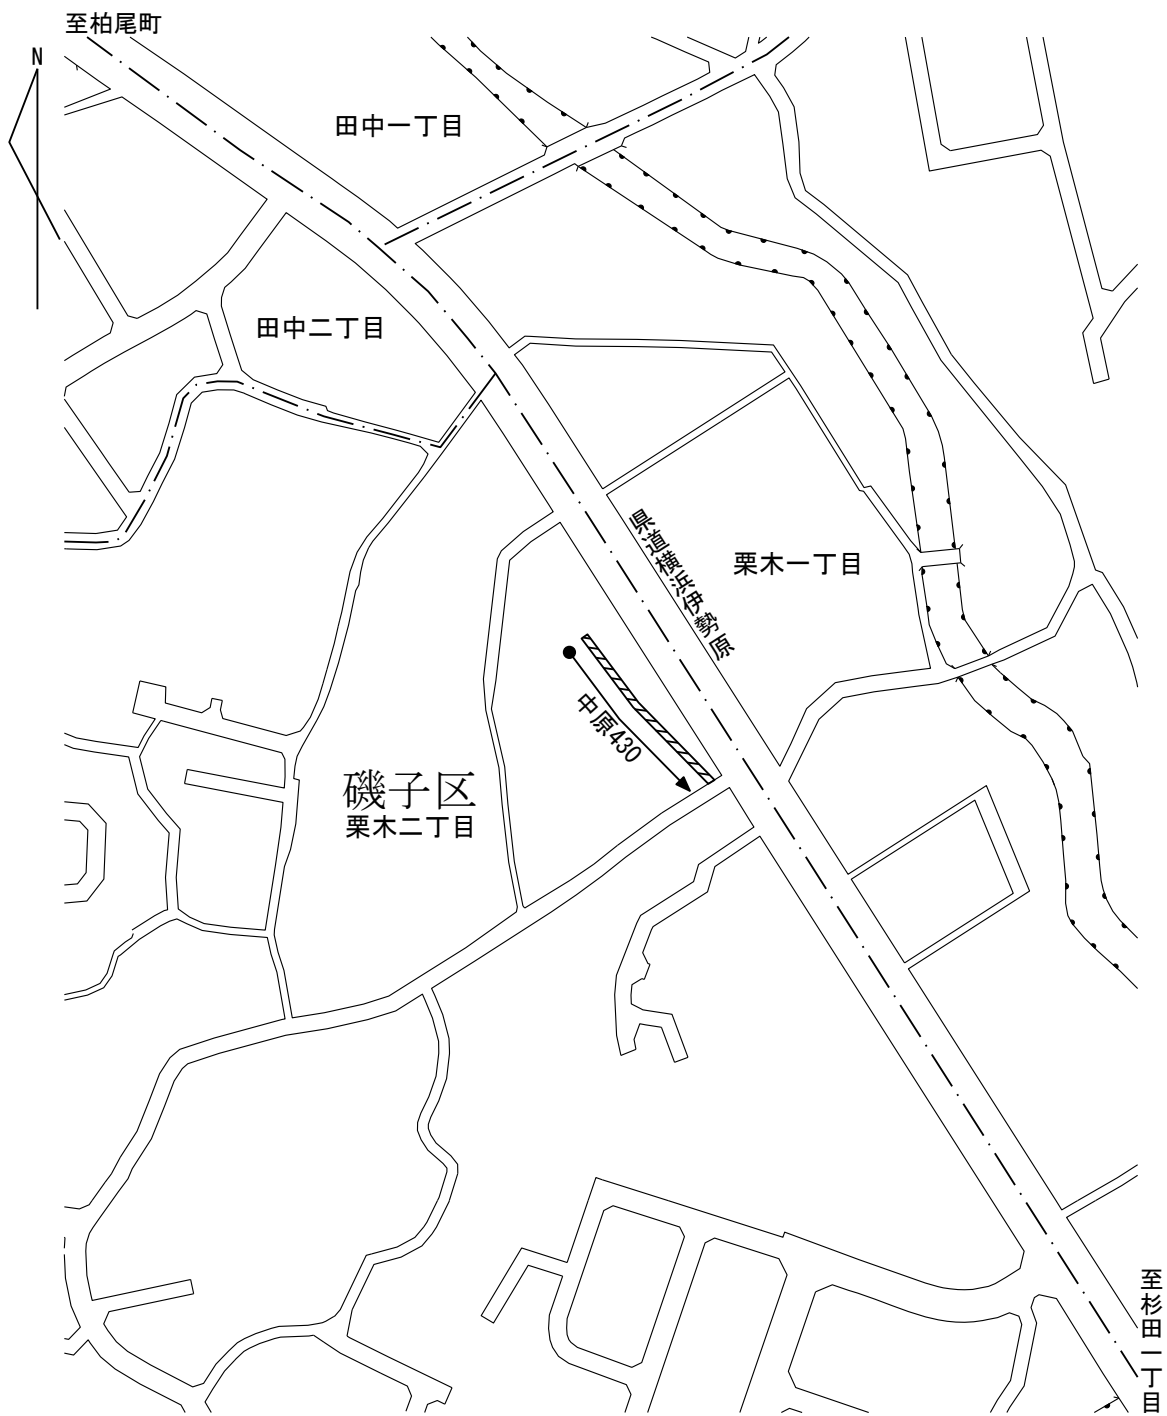 至柏尾町
N
田中一丁目
田中二丁目
県道横浜伊勢原
栗木一丁目
中原430
磯子区
栗木二丁目
至杉田一丁目